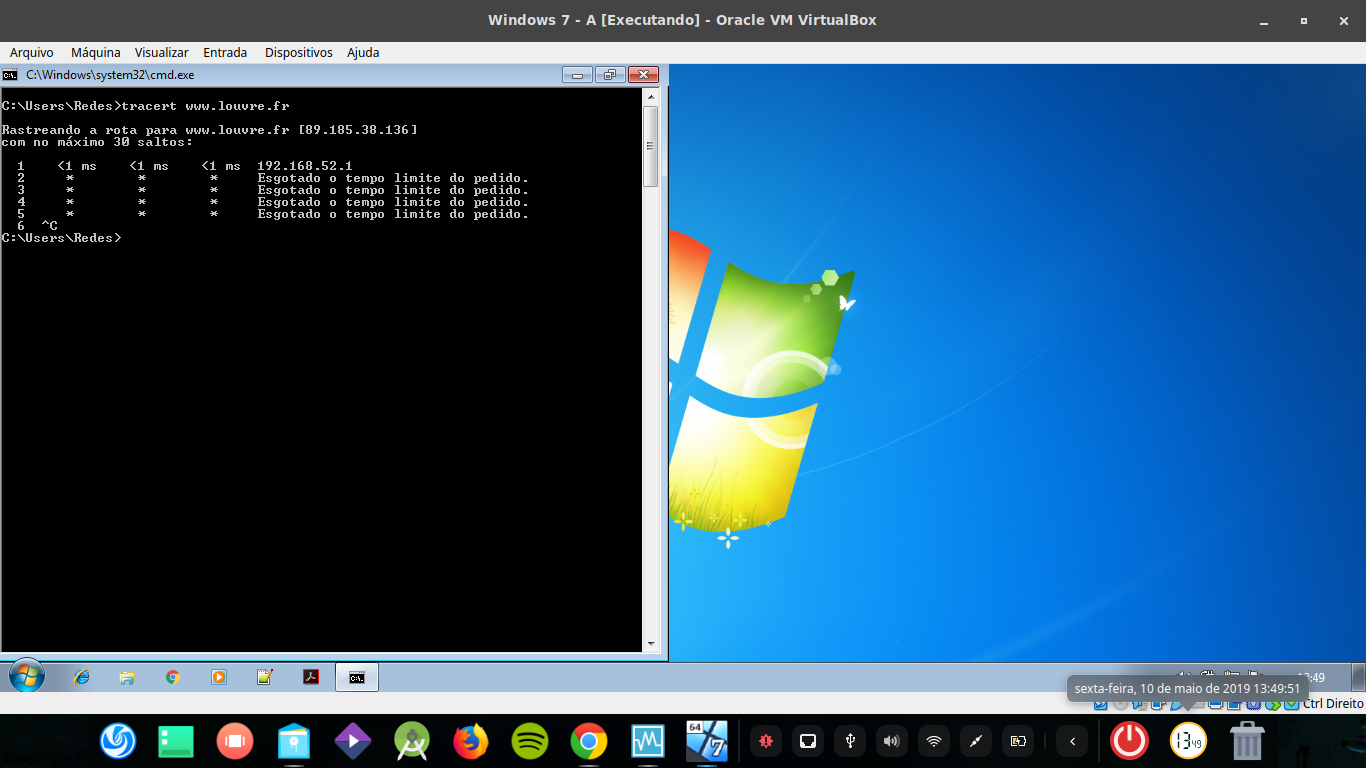 Windows 7 - A [Executando] - Oracle VM VirtualBox
Arquivo Máquina Visualizar Entrada Dispositivos Ajuda
C:\Windows\system32\cmd.exe
C:\Users\Redes>tracert www.louvre.fr
Rastreando a rota para www.louvre.fr [89.185.38.136]
com no máximo 30 saltos:
1 <1 ms <1 ms <1 ms 192.168.52.1
2 * * * Esgotado o tempo limite do pedido.
3 * * * Esgotado o tempo limite do pedido.
4 * * * Esgotado o tempo limite do pedido.
5 * * * Esgotado o tempo limite do pedido.
6 ^C
C:\Users\Redes>
sexta-feira, 10 de maio de 2019 13:49:51
Ctrl Direito
64
7
13 49